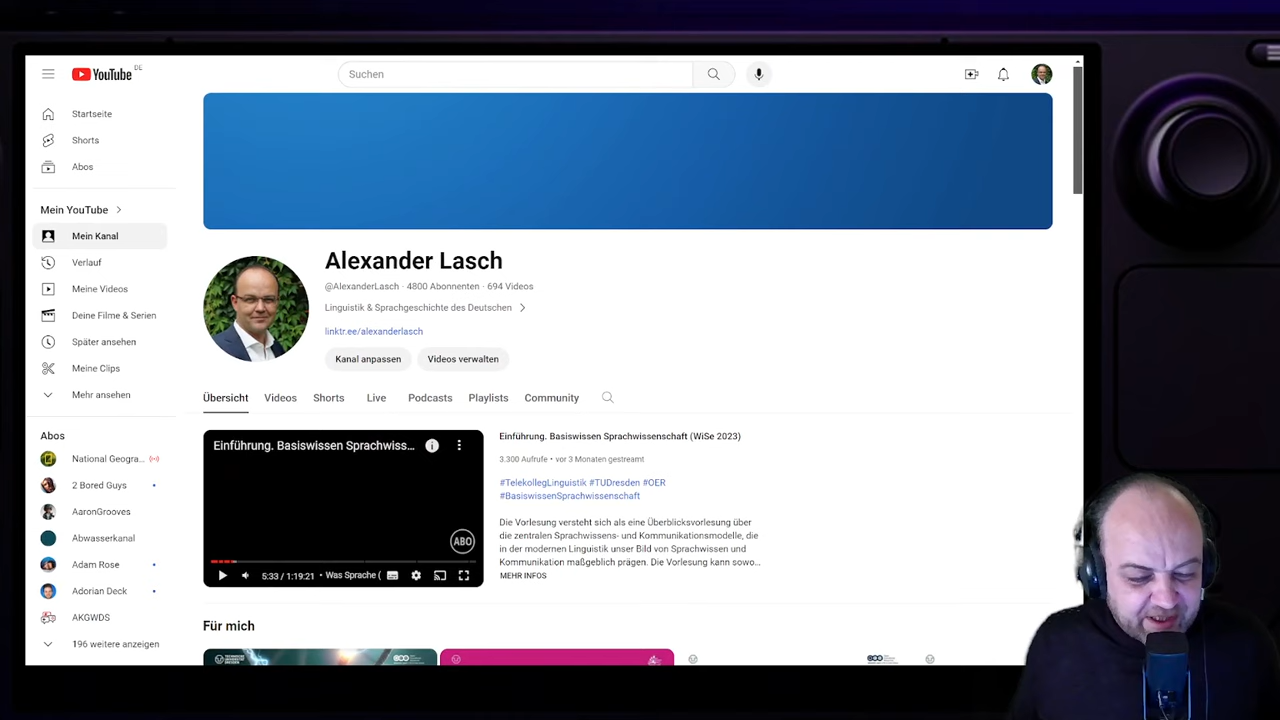 YouTube DE
Suchen
Startseite
Shorts
Abos
Mein YouTube
Mein Kanal
Verlauf
Meine Videos
Deine Filme & Serien
Später ansehen
Meine Clips
Mehr ansehen
Abos
National Geogra...
2 Bored Guys
AaronGrooves
Abwasserkanal
Adam Rose
Adorian Deck
AKGWDS
196 weitere anzeigen
Alexander Lasch
@AlexanderLasch · 4800 Abonnenten · 694 Videos
Linguistik & Sprachgeschichte des Deutschen
linktr.ee/alexanderlasch
Kanal anpassen
Videos verwalten
Übersicht
Videos
Shorts
Live
Podcasts
Playlists
Community
Einführung. Basiswissen Sprachwiss...
ABO
5:33 / 1:19:21 • Was Sprache (
Einführung. Basiswissen Sprachwissenschaft (WiSe 2023)
3.300 Aufrufe • vor 3 Monaten gestreamt
#TelekollegLinguistik #TUDresden #OER
#BasiswissenSprachwissenschaft
Die Vorlesung versteht sich als eine Überblicksvorlesung über
die zentralen Sprachwissens- und Kommunikationsmodelle, die
in der modernen Linguistik unser Bild von Sprachwissen und
Kommunikation maßgeblich prägen. Die Vorlesung kann sowo...
MEHR INFOS
Für mich